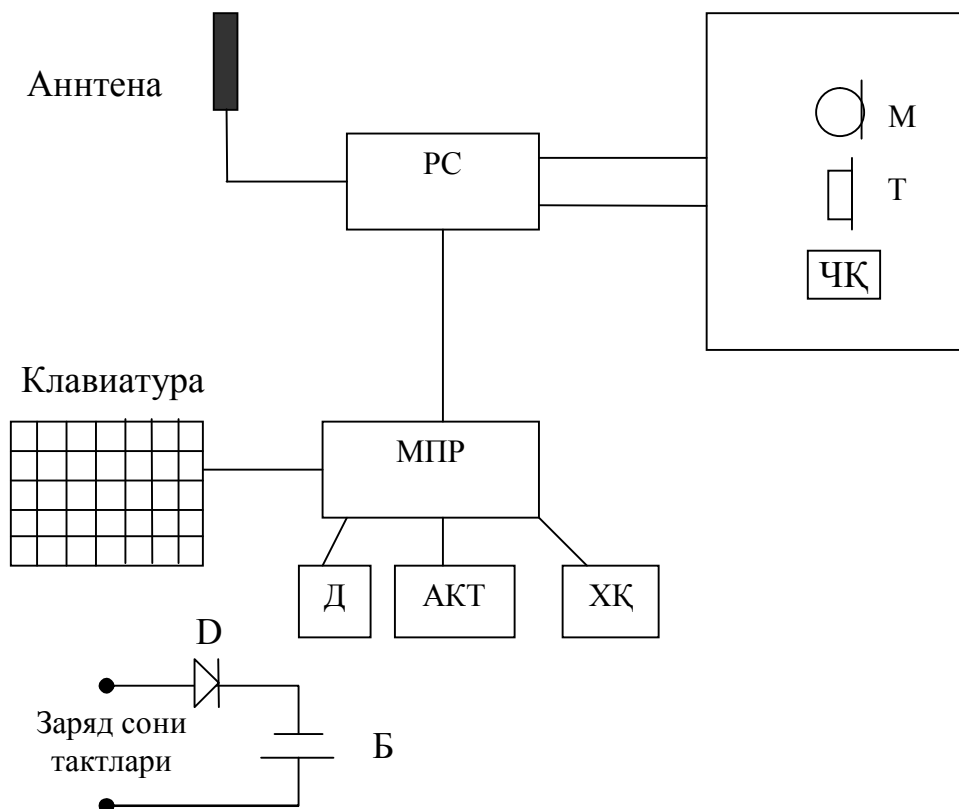 Аннтена
РС
М
Т
ЧҚ
Клавиатура
МПР
Д
АКТ
ХҚ
D
Заряд сони
тактлари
Б